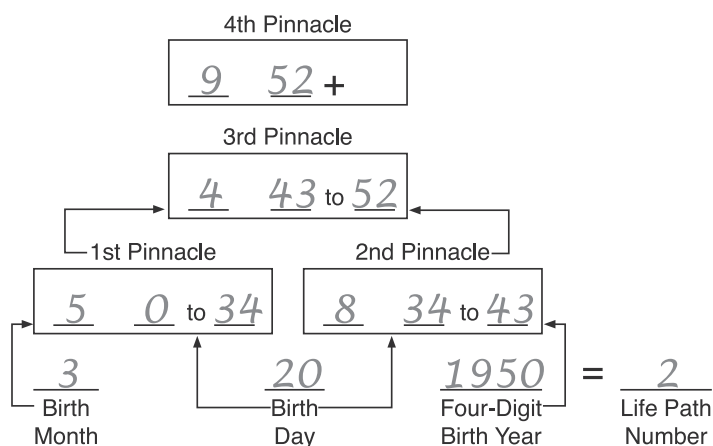 4th Pinnacle
9 52 +
3rd Pinnacle
4 43 to 52
1st Pinnacle 2nd Pinnacle
5 0 to 34 8 34 to 43
3 20 1950 = 2
Birth Birth Four-Digit Life Path
Month Day Birth Year Number